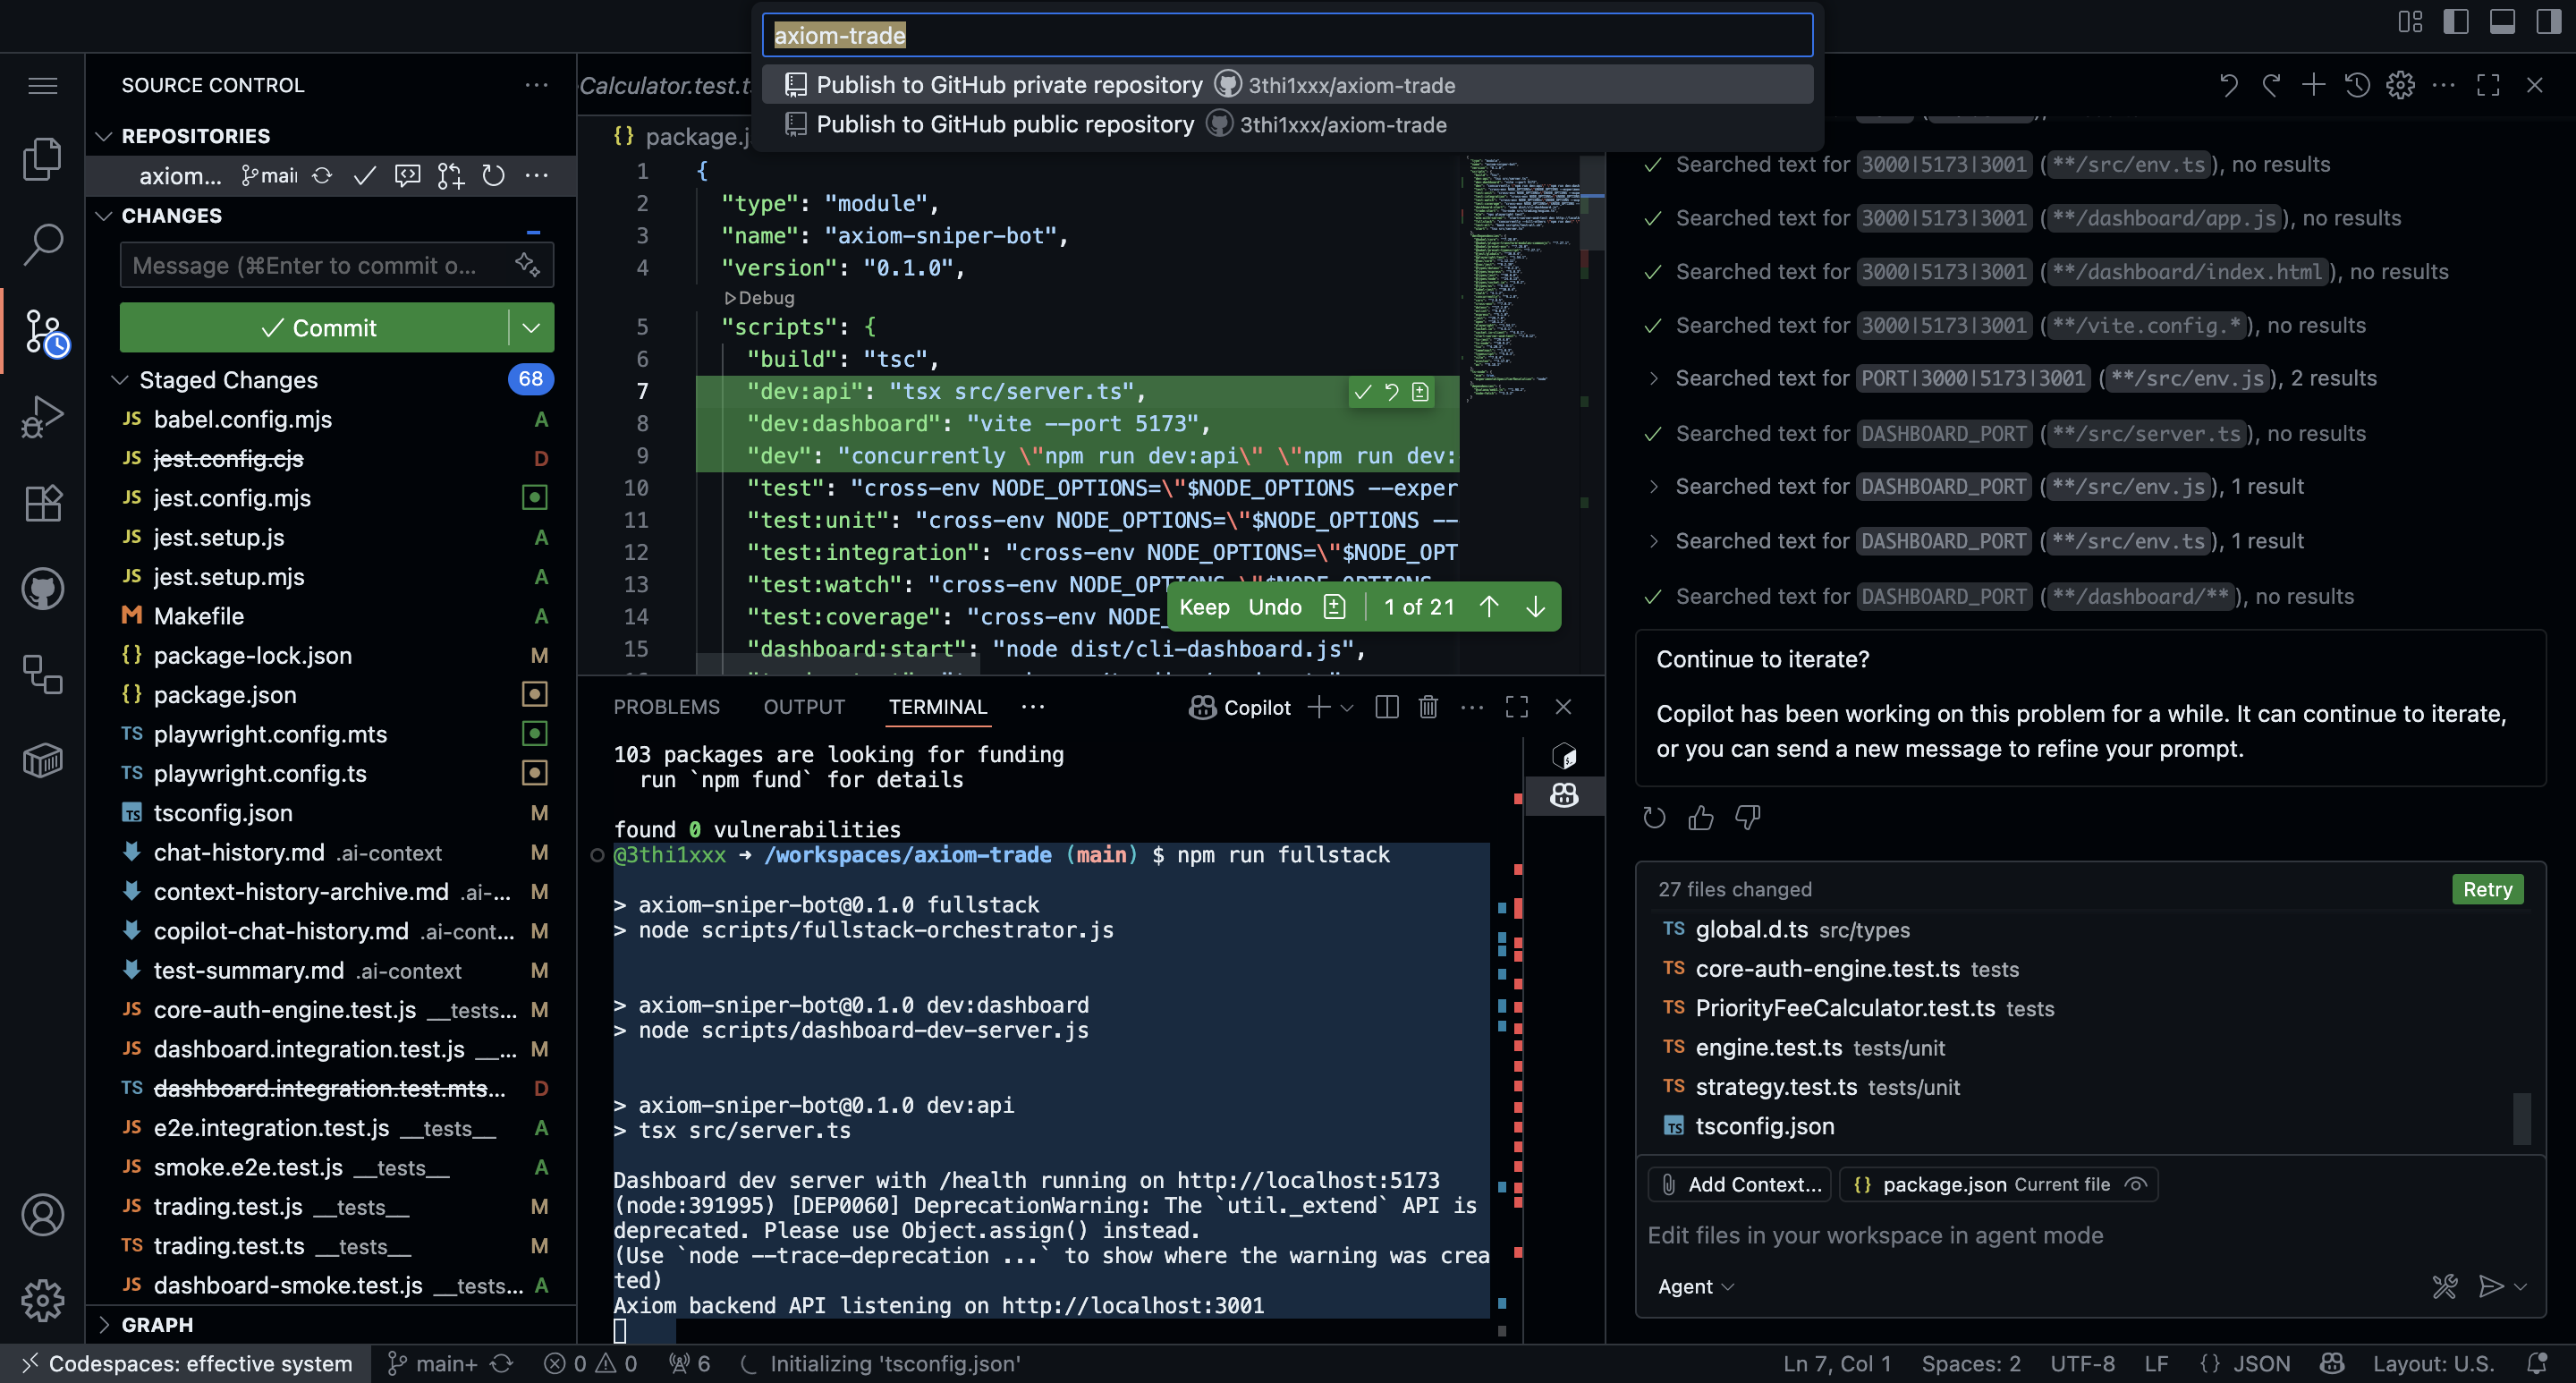 axiom-trade
Publish to GitHub private repository 3thi1xxx/axiom-trade
Publish to GitHub public repository 3thi1xxx/axiom-trade
SOURCE CONTROL
REPOSITORIES
axiom... main
CHANGES
Message (⌘Enter to commit o...
Commit
Staged Changes 68
JS babel.config.mjs A
JS jest.config.cjs D
JS jest.config.mjs
JS jest.setup.js A
JS jest.setup.mjs A
M Makefile A
{} package-lock.json M
{} package.json
TS playwright.config.mts
TS playwright.config.ts
TS tsconfig.json M
chat-history.md .ai-context M
context-history-archive.md .ai-... M
copilot-chat-history.md .ai-cont... M
test-summary.md .ai-context M
JS core-auth-engine.test.js __tests... M
JS dashboard.integration.test.js __... M
TS dashboard.integration.test.mts... D
JS e2e.integration.test.js __tests__ A
JS smoke.e2e.test.js __tests__ A
JS trading.test.js __tests__ M
TS trading.test.ts __tests__ M
JS dashboard-smoke.test.js __tests... A
GRAPH
Calculator.test.t
{} package.j
1 {
2 "type": "module",
3 "name": "axiom-sniper-bot",
4 "version": "0.1.0",
Debug
5 "scripts": {
6 "build": "tsc",
7 "dev:api": "tsx src/server.ts",
8 "dev:dashboard": "vite --port 5173",
9 "dev": "concurrently \"npm run dev:api\" \"npm run dev:
10 "test": "cross-env NODE_OPTIONS=\"$NODE_OPTIONS --exper
11 "test:unit": "cross-env NODE_OPTIONS=\"$NODE_OPTIONS --
12 "test:integration": "cross-env NODE_OPTIONS=\"$NODE_OPT
13 "test:watch": "cross-env NODE_OPTIONS=\"$NODE_OPTIONS
14 "test:coverage": "cross-env NODE_
15 "dashboard:start": "node dist/cli-dashboard.js",
Keep Undo 1 of 21
PROBLEMS OUTPUT TERMINAL ... Copilot
103 packages are looking for funding
run `npm fund` for details
found 0 vulnerabilities
@3thi1xxx ➜ /workspaces/axiom-trade (main) $ npm run fullstack
> axiom-sniper-bot@0.1.0 fullstack
> node scripts/fullstack-orchestrator.js
> axiom-sniper-bot@0.1.0 dev:dashboard
> node scripts/dashboard-dev-server.js
> axiom-sniper-bot@0.1.0 dev:api
> tsx src/server.ts
Dashboard dev server with /health running on http://localhost:5173
(node:391995) [DEP0060] DeprecationWarning: The `util._extend` API is
deprecated. Please use Object.assign() instead.
(Use `node --trace-deprecation ...` to show where the warning was crea
ted)
Axiom backend API listening on http://localhost:3001
Searched text for 3000|5173|3001 (**/src/env.ts), no results
Searched text for 3000|5173|3001 (**/dashboard/app.js), no results
Searched text for 3000|5173|3001 (**/dashboard/index.html), no results
Searched text for 3000|5173|3001 (**/vite.config.*), no results
Searched text for PORT|3000|5173|3001 (**/src/env.js), 2 results
Searched text for DASHBOARD_PORT (**/src/server.ts), no results
Searched text for DASHBOARD_PORT (**/src/env.js), 1 result
Searched text for DASHBOARD_PORT (**/src/env.ts), 1 result
Searched text for DASHBOARD_PORT (**/dashboard/**), no results
Continue to iterate?
Copilot has been working on this problem for a while. It can continue to iterate,
or you can send a new message to refine your prompt.
27 files changed Retry
TS global.d.ts src/types
TS core-auth-engine.test.ts tests
TS PriorityFeeCalculator.test.ts tests
TS engine.test.ts tests/unit
TS strategy.test.ts tests/unit
TS tsconfig.json
Add Context... {} package.json Current file
Edit files in your workspace in agent mode
Agent
Codespaces: effective system main+ 0 0 6 Initializing 'tsconfig.json' Ln 7, Col 1 Spaces: 2 UTF-8 LF {} JSON Layout: U.S.